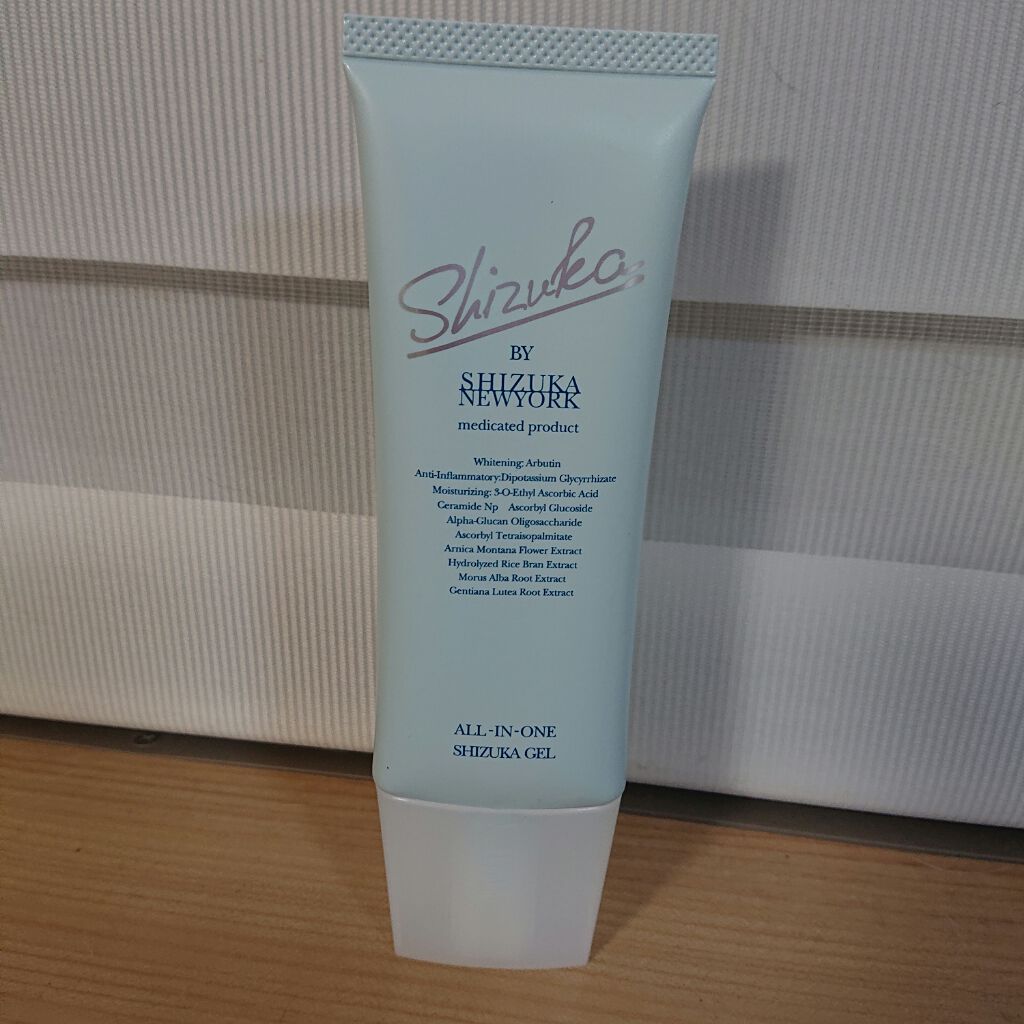 Shizuka
BY
SHIZUKA
NEWYORK
medicated product
Whitening: Arbutin
Anti-Inflammatory:Dipotassium Glycyrrhizate
Moisturizing: 3-O-Ethyl Ascorbic Acid
Ceramide Np Ascorbyl Glucoside
Alpha-Glucan Oligosaccharide
Ascorbyl Tetraisopalmitate
Arnica Montana Flower Extract
Hydrolyzed Rice Bran Extract
Morus Alba Root Extract
Gentiana Lutea Root Extract
ALL-IN-ONE
SHIZUKA GEL